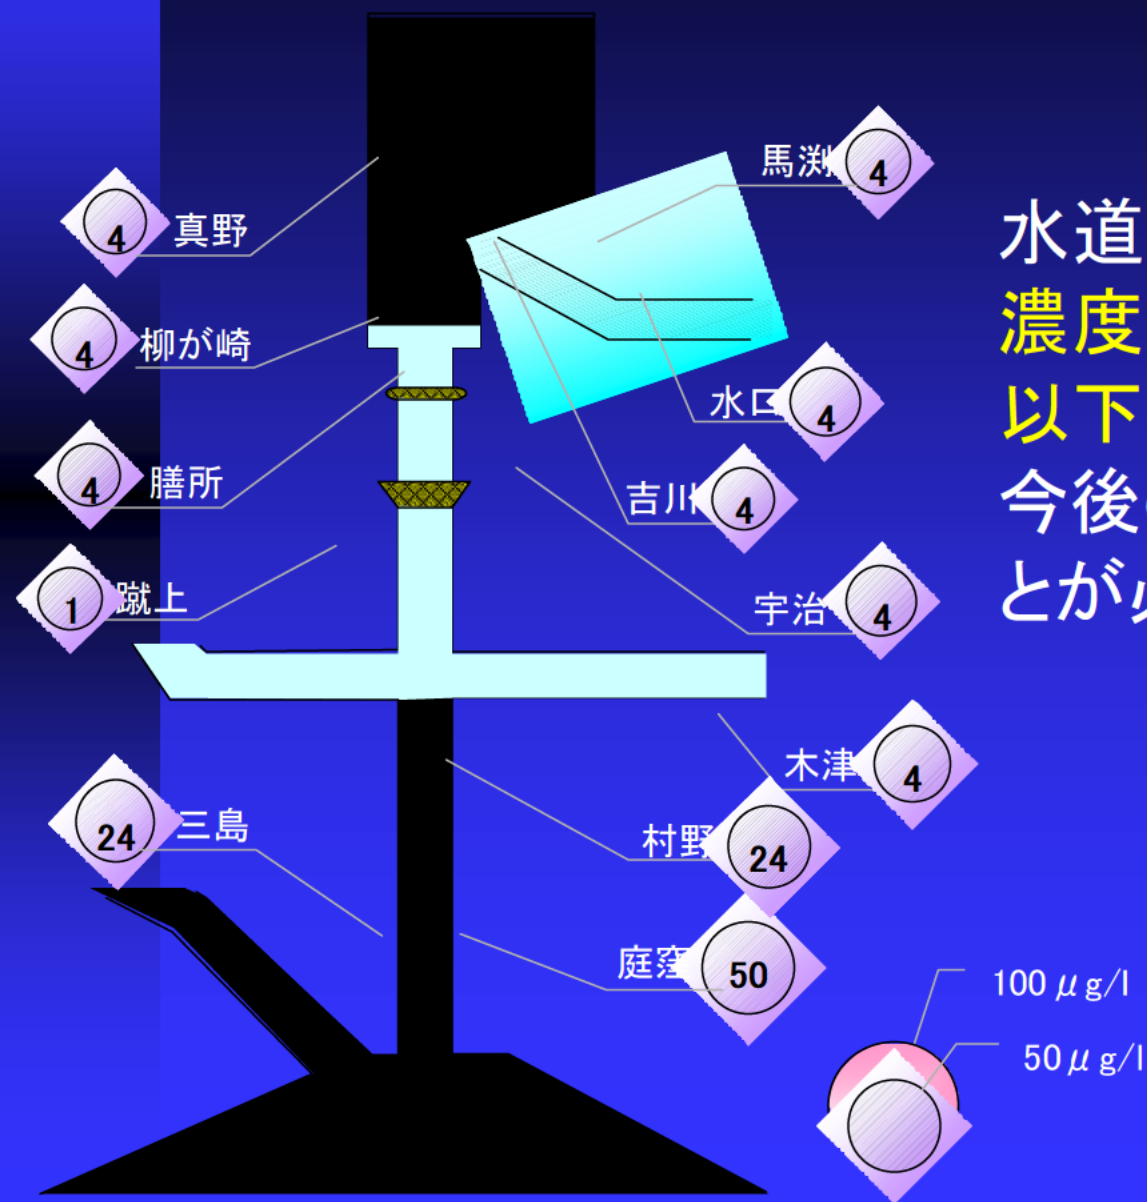 馬渕
4
4
真野
水道
濃度
柳が崎
4
以下
水口
4
4
膳所
吉川
4
今後
蹴上
1
宇治
4
とが
木津
4
三島
24
村野
24
庭窪
50
100μg/l
50μg/l